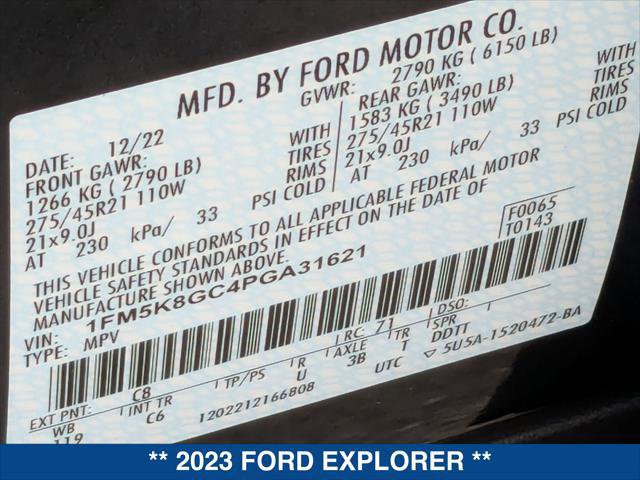 MFD. BY FORD MOTOR CO.
DATE: 12/22
GVWR: 2790 KG ( 6150 LB)
FRONT GAWR:
1266 KG ( 2790 LB)
WITH
275/45R21 110W
TIRES
21x9.0J
RIMS
AT 230 kPa/ 33 PSI COLD
REAR GAWR:
1583 KG ( 3490 LB)
WITH
275/45R21 110W
TIRES
21x9.0J
RIMS
AT 230 kPa/ 33 PSI COLD
THIS VEHICLE CONFORMS TO ALL APPLICABLE FEDERAL MOTOR
VEHICLE SAFETY STANDARDS IN EFFECT ON THE DATE OF
MANUFACTURE SHOWN ABOVE.
F0065
T0143
VIN: 1FM5K8GC4PGA31621
TYPE: MPV
EXT PNT: C8 RC: 71 DSO:
WB INT TR TP/PS R AXLE TR SPR
119 C6 U 3B T DDTT
1202212166808 UTC 5U5A-1520472-BA
** 2023 FORD EXPLORER **